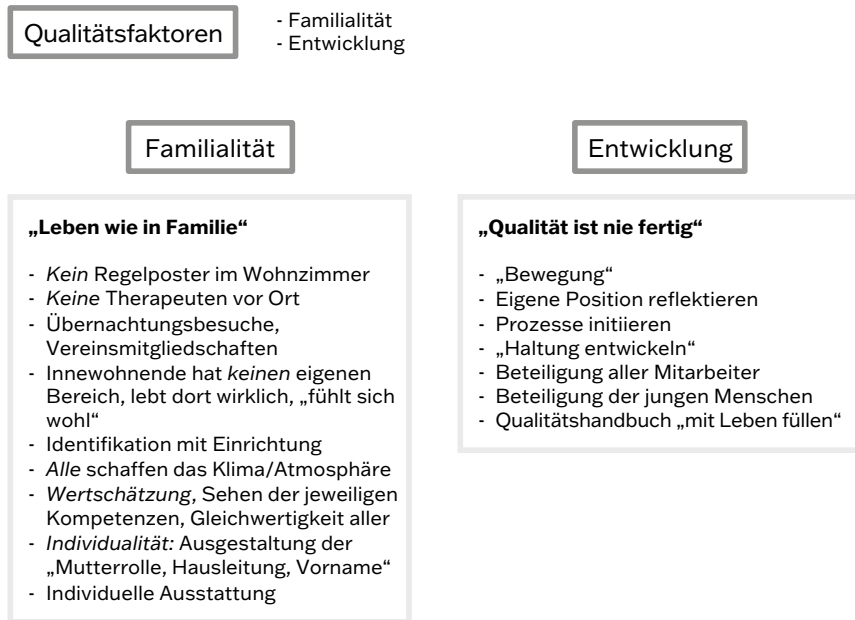 Qualitätsfaktoren
- Familialität
- Entwicklung
Familialität
„Leben wie in Familie“
- Kein Regelposter im Wohnzimmer
- Keine Therapeuten vor Ort
- Übernachtungsbesuche,
Vereinsmitgliedschaften
- Innewohnende hat keinen eigenen
Bereich, lebt dort wirklich, „fühlt sich
wohl“
- Identifikation mit Einrichtung
- Alle schaffen das Klima/Atmosphäre
- Wertschätzung, Sehen der jeweiligen
Kompetenzen, Gleichwertigkeit aller
- Individualität: Ausgestaltung der
„Mutterrolle, Hausleitung, Vorname“
- Individuelle Ausstattung
Entwicklung
„Qualität ist nie fertig“
- „Bewegung“
- Eigene Position reflektieren
- Prozesse initiieren
- „Haltung entwickeln“
- Beteiligung aller Mitarbeiter
- Beteiligung der jungen Menschen
- Qualitätshandbuch „mit Leben füllen“